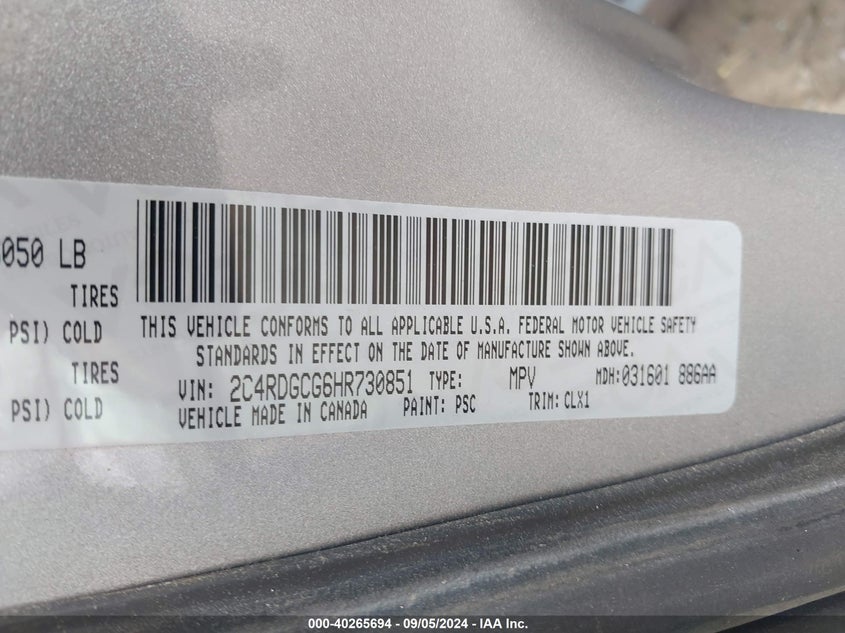 050 LB
TIRES
PSI) COLD
TIRES
PSI) COLD
THIS VEHICLE CONFORMS TO ALL APPLICABLE U.S.A. FEDERAL MOTOR VEHICLE SAFETY
STANDARDS IN EFFECT ON THE DATE OF MANUFACTURE SHOWN ABOVE.
VIN: 2C4RDGCG6HR730851 TYPE: MPV MDH:031601 886AA
VEHICLE MADE IN CANADA PAINT: PSC TRIM: CLX1
000-40265694 - 09/05/2024 - IAA Inc.